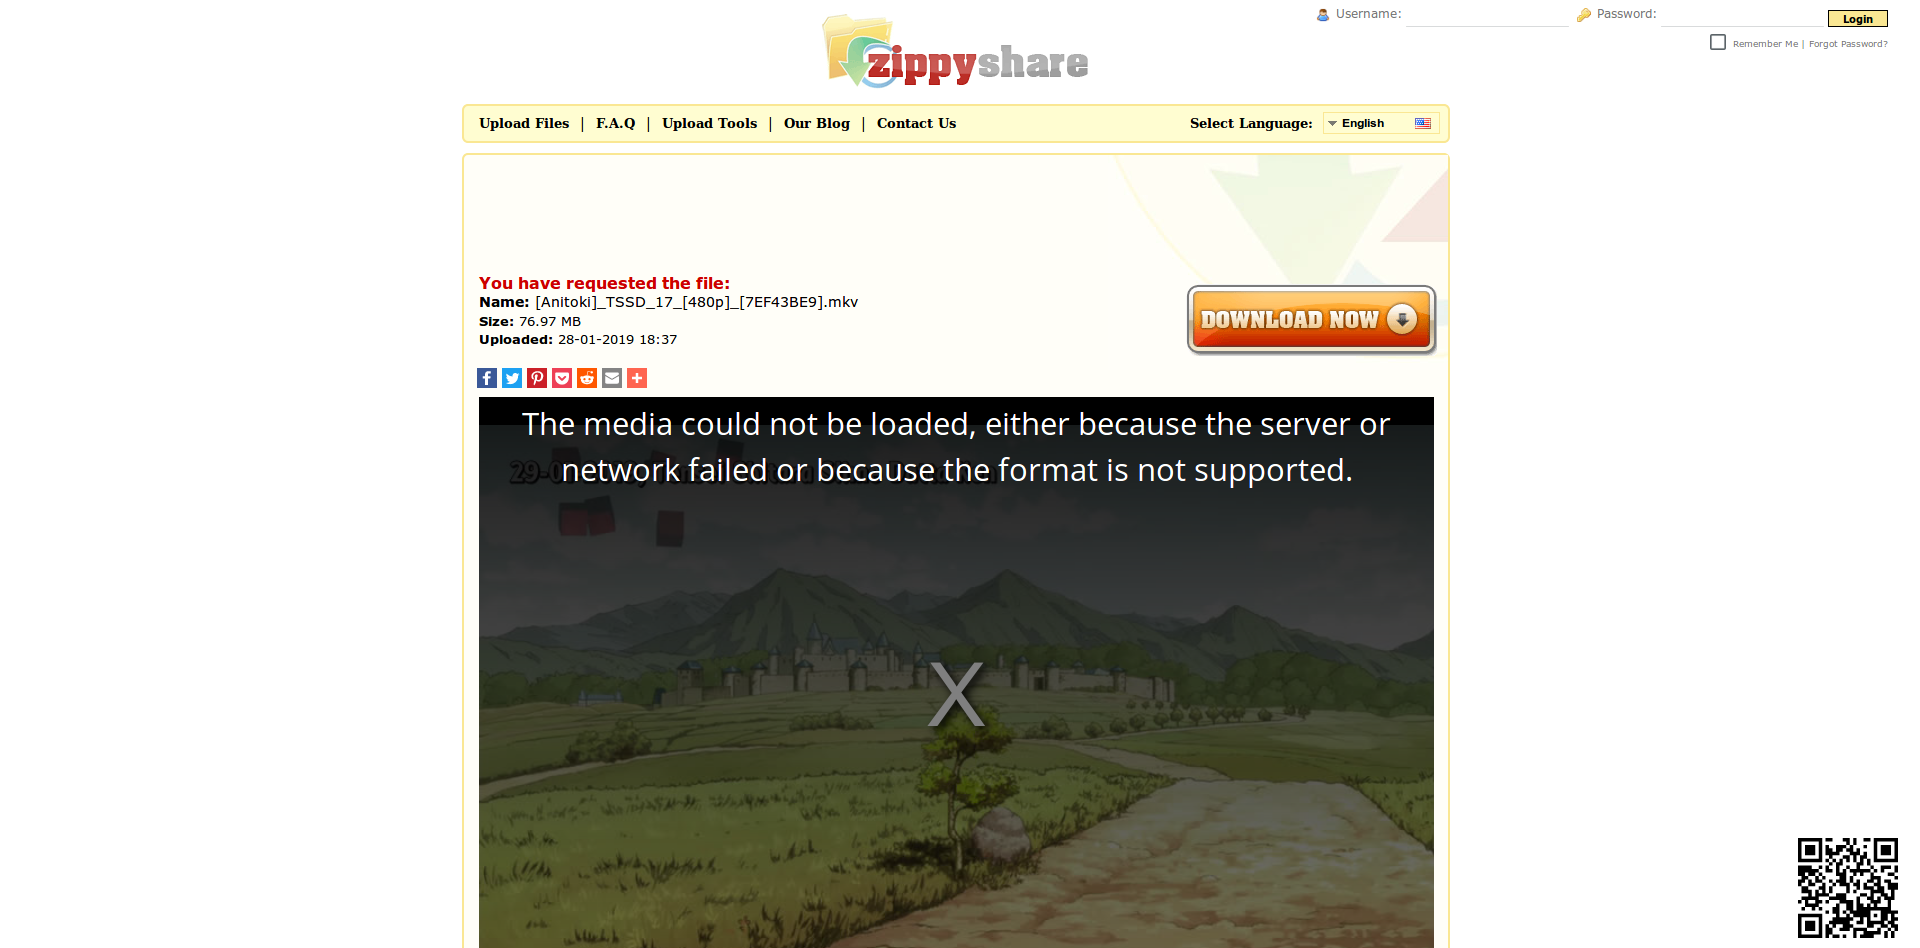 Username:
Password:
Login
Remember Me | Forgot Password?
zippyshare
Upload Files | F.A.Q | Upload Tools | Our Blog | Contact Us
Select Language:
English
You have requested the file:
Name: [Anitoki]_TSSD_17_[480p]_[7EF43BE9].mkv
Size: 76.97 MB
Uploaded: 28-01-2019 18:37
DOWNLOAD NOW
The media could not be loaded, either because the server or
network failed or because the format is not supported.
X